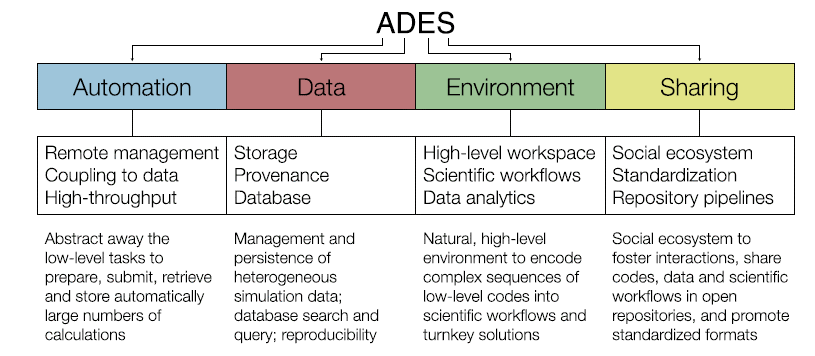 ADES
Automation
Data
Environment
Sharing
Remote management
Coupling to data
High-throughput
Storage
Provenance
Database
High-level workspace
Scientific workflows
Data analytics
Social ecosystem
Standardization
Repository pipelines
Abstract away the
low-level tasks to
prepare, submit, retrieve
and store automatically
large numbers of
calculations
Management and
persistence of
heterogeneous
simulation data;
database search and
query; reproducibility
Natural, high-level
environment to encode
complex sequences of
low-level codes into
scientific workflows and
turnkey solutions
Social ecosystem to
foster interactions, share
codes, data and scientific
workflows in open
repositories, and promote
standardized formats